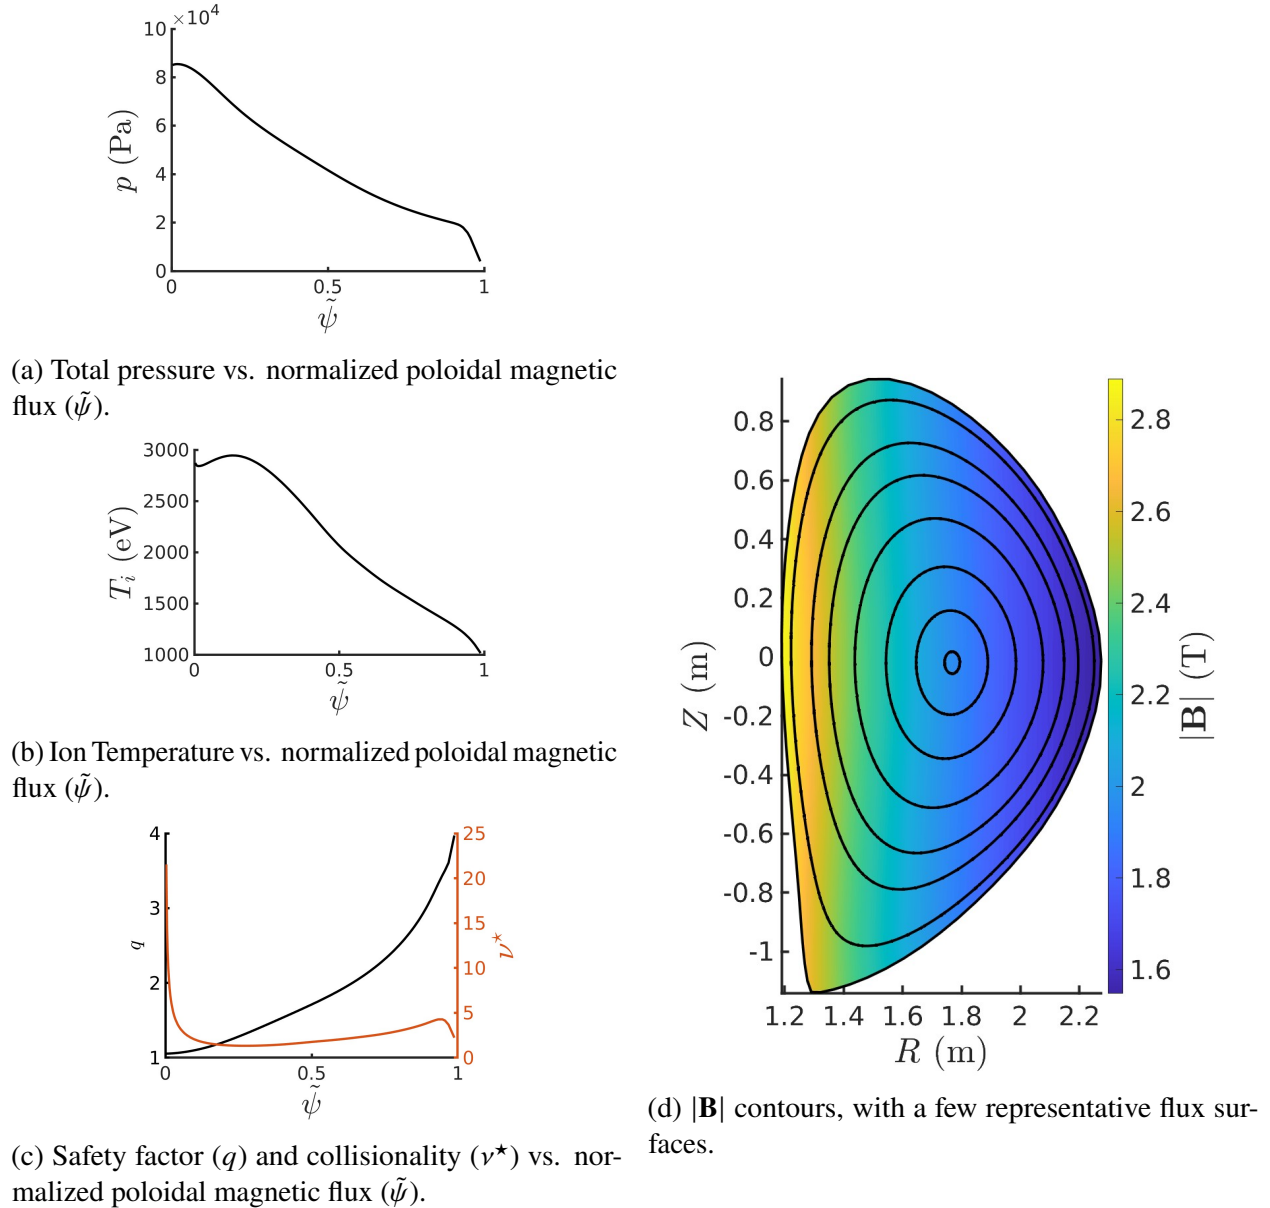 ×10⁴
10
8
6
4
2
0
p (Pa)
0 0.5 1
ψ̃
(a) Total pressure vs. normalized poloidal magnetic
flux (ψ̃).
3000
2500
2000
1500
1000
T_i (eV)
0 0.5 1
ψ̃
(b) Ion Temperature vs. normalized poloidal magnetic
flux (ψ̃).
4
3
2
1
q
25
20
15
10
5
0
ν⋆
0 0.5 1
ψ̃
(c) Safety factor (q) and collisionality (ν⋆) vs. nor-
malized poloidal magnetic flux (ψ̃).
0.8
0.6
0.4
0.2
0
-0.2
-0.4
-0.6
-0.8
-1
Z (m)
1.2 1.4 1.6 1.8 2 2.2
R (m)
2.8
2.6
2.4
2.2
2
1.8
1.6
|B| (T)
(d) |B| contours, with a few representative flux sur-
faces.